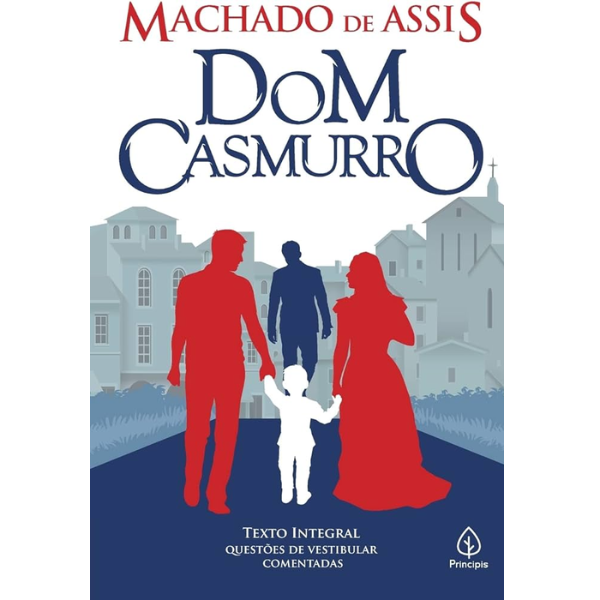 MACHADO DE ASSIS
DOM
CASMURRO
TEXTO INTEGRAL
QUESTÕES DE VESTIBULAR
COMENTADAS
Principis